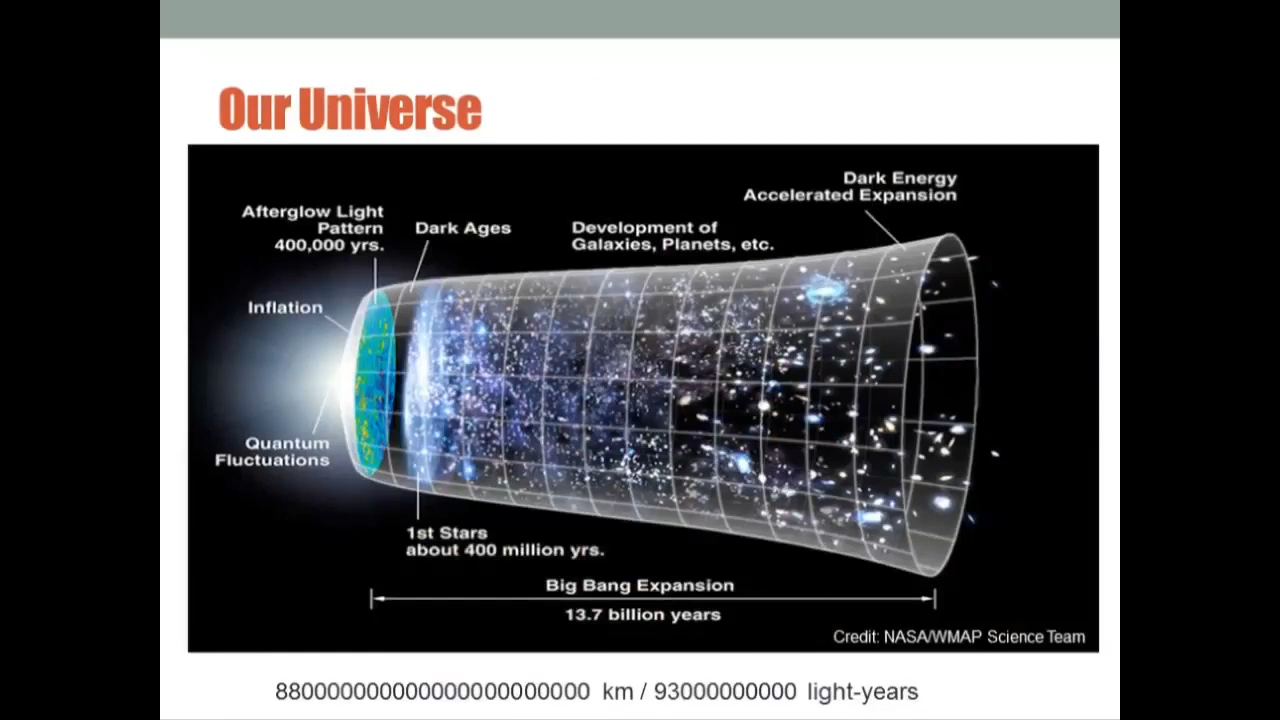 Our Universe
Dark Energy
Accelerated Expansion
Afterglow Light
Pattern
400,000 yrs.
Dark Ages
Development of
Galaxies, Planets, etc.
Inflation
Quantum
Fluctuations
1st Stars
about 400 million yrs.
Big Bang Expansion
13.7 billion years
Credit: NASA/WMAP Science Team
880000000000000000000000 km / 93000000000 light-years